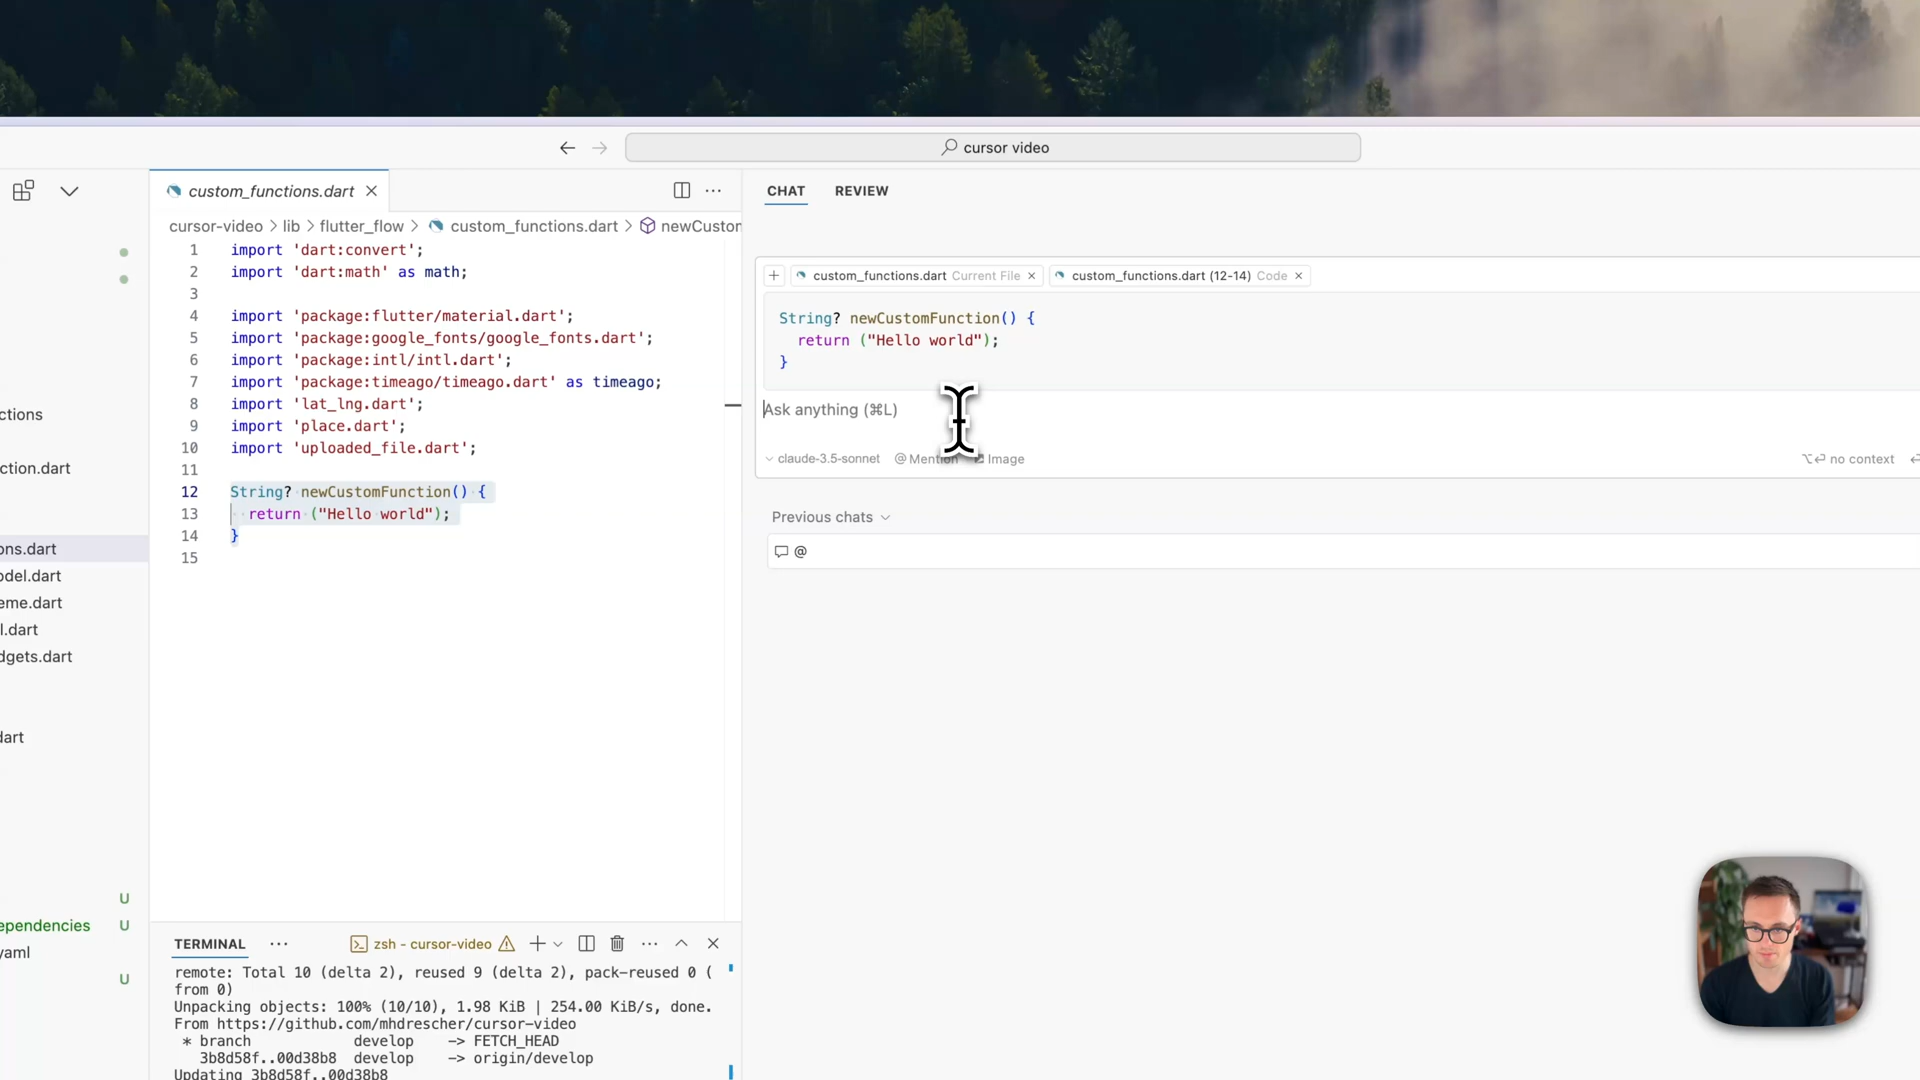 cursor video
ctions
ction.dart
ons.dart
odel.dart
eme.dart
l.dart
dgets.dart
dart
U
ependencies U
yaml
U
custom_functions.dart
cursor-video > lib > flutter_flow > custom_functions.dart > newCustom
1 import 'dart:convert';
2 import 'dart:math' as math;
3
4 import 'package:flutter/material.dart';
5 import 'package:google_fonts/google_fonts.dart';
6 import 'package:intl/intl.dart';
7 import 'package:timeago/timeago.dart' as timeago;
8 import 'lat_lng.dart';
9 import 'place.dart';
10 import 'uploaded_file.dart';
11
12 String? newCustomFunction() {
13 return ("Hello world");
14 }
15
TERMINAL zsh - cursor-video
remote: Total 10 (delta 2), reused 9 (delta 2), pack-reused 0 (
from 0)
Unpacking objects: 100% (10/10), 1.98 KiB | 254.00 KiB/s, done.
From https://github.com/mhdrescher/cursor-video
* branch develop -> FETCH_HEAD
3b8d58f..00d38b8 develop -> origin/develop
Updating 3b8d58f..00d38b8
CHAT REVIEW
custom_functions.dart Current File custom_functions.dart (12-14) Code
String? newCustomFunction() {
return ("Hello world");
}
Ask anything (⌘L)
claude-3.5-sonnet @ Mention Image ⌥⏎ no context
Previous chats
@